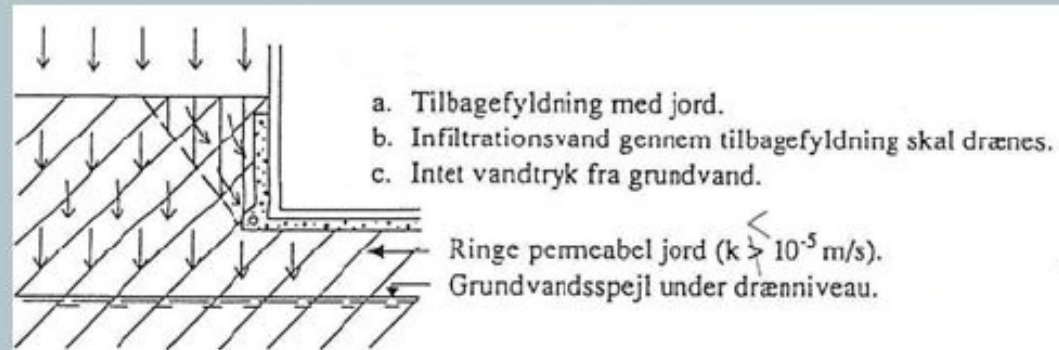 a. Tilbagefyldning med jord.
b. Infiltrationsvand gennem tilbagefyldning skal drænes.
c. Intet vandtryk fra grundvand.
<
Ringe permeabel jord (k > 10⁻⁵ m/s).
Grundvandsspejl under drænniveau.